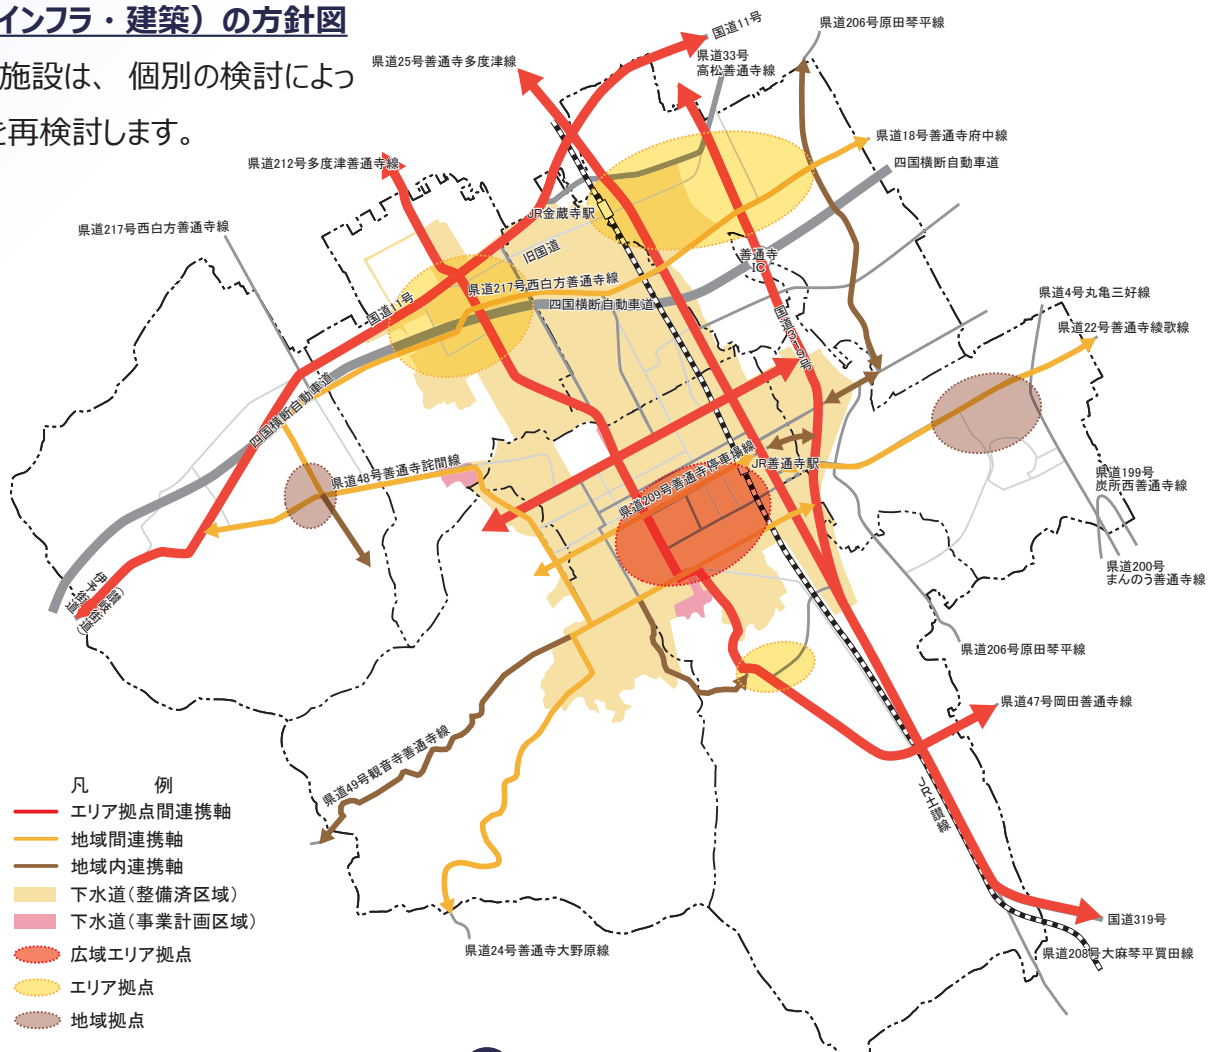 インフラ・建築）の方針図
施設は、 個別の検討によっ
を再検討します。
国道11号
県道206号原田琴平線
県道25号善通寺多度津線
県道33号
高松善通寺線
県道18号善通寺府中線
四国横断自動車道
県道212号多度津善通寺線
県道217号西白方善通寺線
JR金蔵寺駅
旧国道
善通寺
IC
県道217号西白方善通寺線
国道11号
四国横断自動車道
国道319号
県道4号丸亀三好線
県道22号善通寺綾歌線
四国横断自動車道
県道48号善通寺詫間線
県道209号善通寺停車場線
JR善通寺駅
県道199号
炭所西善通寺線
県道200号
まんのう善通寺線
伊予街道
(讃岐街道)
県道206号原田琴平線
県道47号岡田善通寺線
県道49号観音寺善通寺線
JR土讃線
国道319号
県道208号大麻琴平買田線
県道24号善通寺大野原線
凡 例
エリア拠点間連携軸
地域間連携軸
地域内連携軸
下水道(整備済区域)
下水道(事業計画区域)
広域エリア拠点
エリア拠点
地域拠点